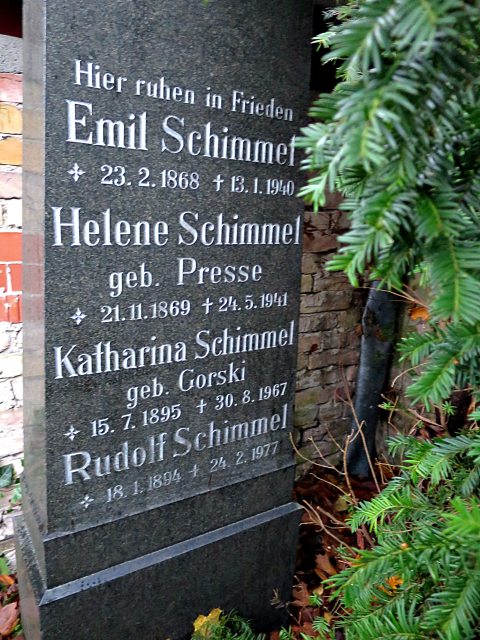 Hier ruhen in Frieden
Emil Schimmel
* 23. 2. 1868 † 13. 1. 1940
Helene Schimmel
geb. Presse
* 21. 11. 1869 † 24. 5. 1941
Katharina Schimmel
geb. Gorski
* 15. 7. 1895 † 30. 8. 1967
Rudolf Schimmel
* 18. 1. 1894 † 24. 2. 1977